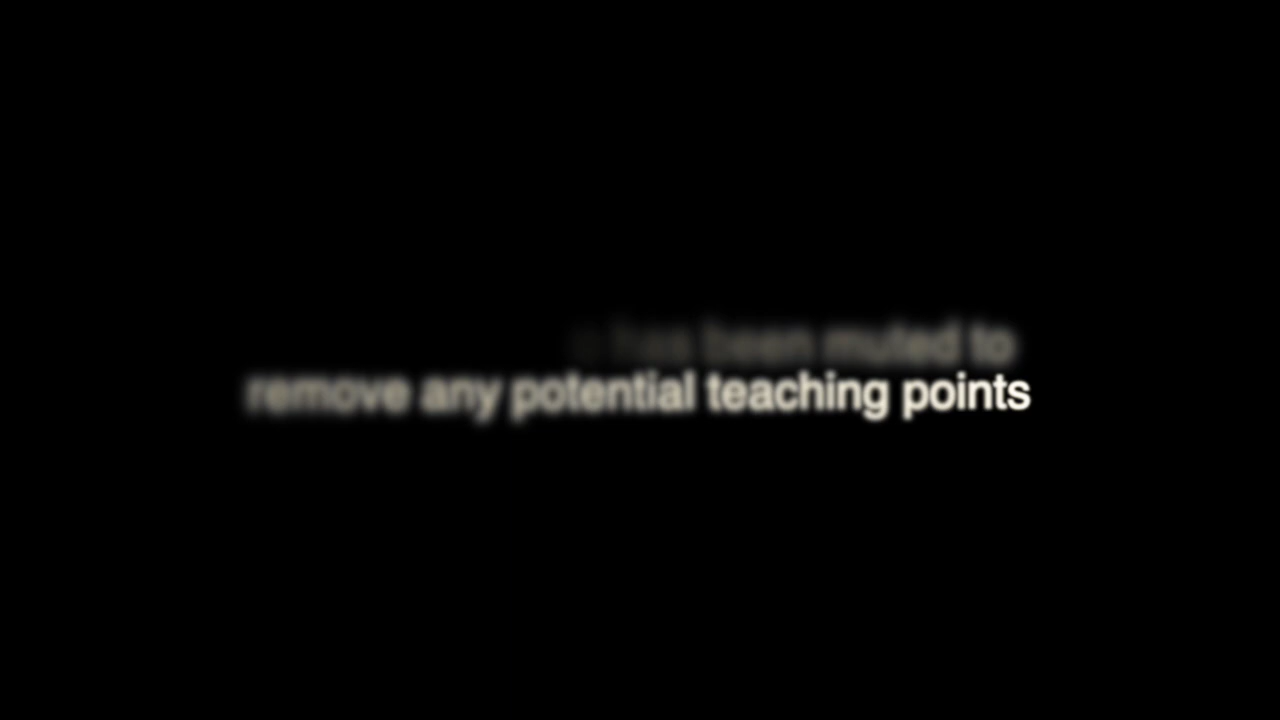 has been muted to
remove any potential teaching points